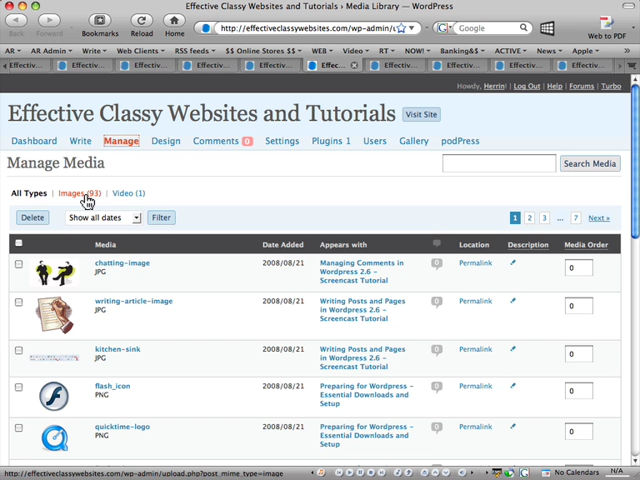 Effective Classy Websites and Tutorials › Media Library — WordPress
Back/Forward Bookmarks Reload Home http://effectiveclassywebsites.com/wp-admin/u Google Web to PDF
AR AR Admin Write Web Clients RSS feeds $$ Online Stores $$ WEB Video RT NOW! Banking&$ ACTIVE News Apple
Effectiv... Effectiv... Effectiv... Effectiv... Effectiv... Effectiv... Effectiv... Effectiv... Effectiv...
Howdy, Herrin! | Log Out | Help | Forums | Turbo
Effective Classy Websites and Tutorials Visit Site
Dashboard Write Manage Design Comments 0 Settings Plugins 1 Users Gallery podPress
Manage Media Search Media
All Types | Images (93) | Video (1)
Delete Show all dates Filter 1 2 3 ... 7 Next »
Media Date Added Appears with Location Description Media Order
chatting-image 2008/08/21 Managing Comments in 0 Permalink 0
JPG Wordpress 2.6 –
Screencast Tutorial
writing-article-image 2008/08/21 Writing Posts and Pages 0 Permalink 0
JPG in Wordpress 2.6 –
Screencast Tutorial
kitchen-sink 2008/08/21 Writing Posts and Pages 0 Permalink 0
JPG in Wordpress 2.6 –
Screencast Tutorial
flash_icon 2008/08/21 Preparing for Wordpress – 0 Permalink 0
PNG Essential Downloads and
Setup
quicktime-logo 2008/08/21 Preparing for Wordpress – 0 Permalink 0
PNG Essential Downloads and
Setup
http://effectiveclassywebsites.com/wp-admin/upload.php?post_mime_type=image No Calendars N/A